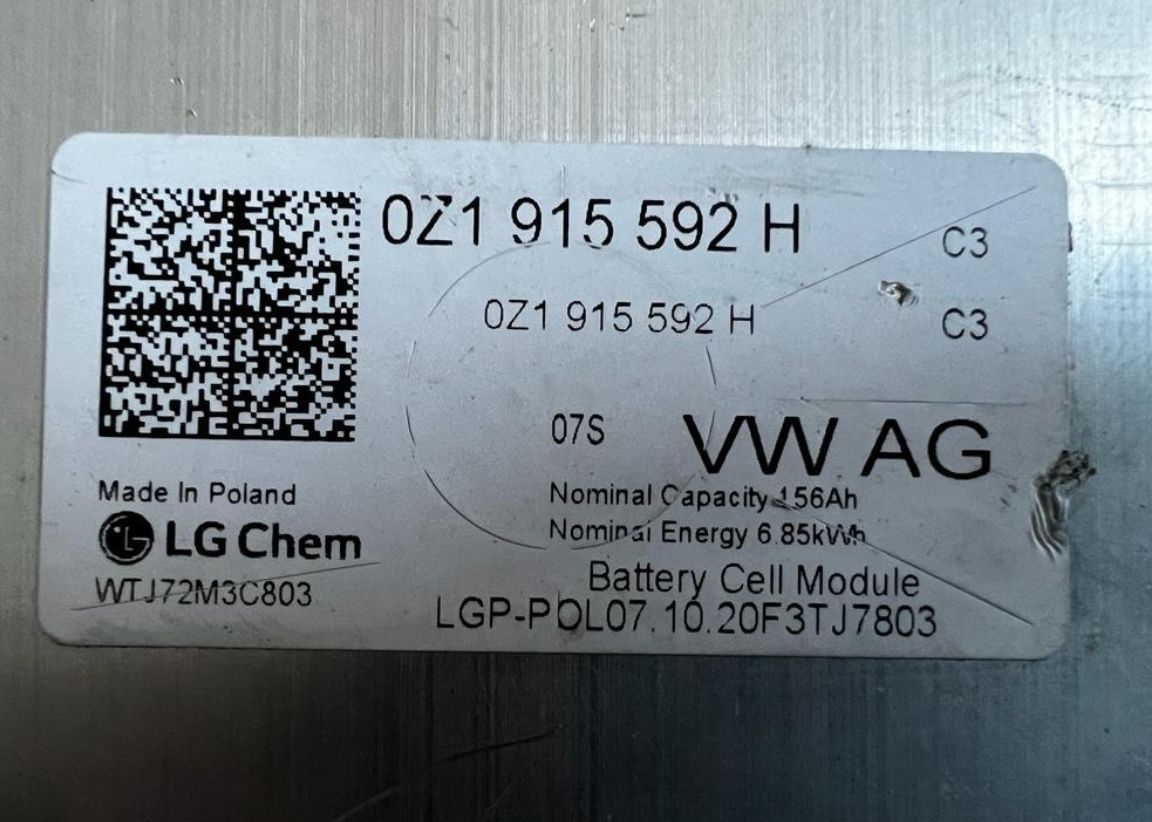 0Z1 915 592 H C3
0Z1 915 592 H C3
07S VW AG
Made In Poland
Nominal Capacity 156Ah
LG Chem
Nominal Energy 6.85kWh
WTJ72M3C803
Battery Cell Module
LGP-POL07.10.20F3TJ7803